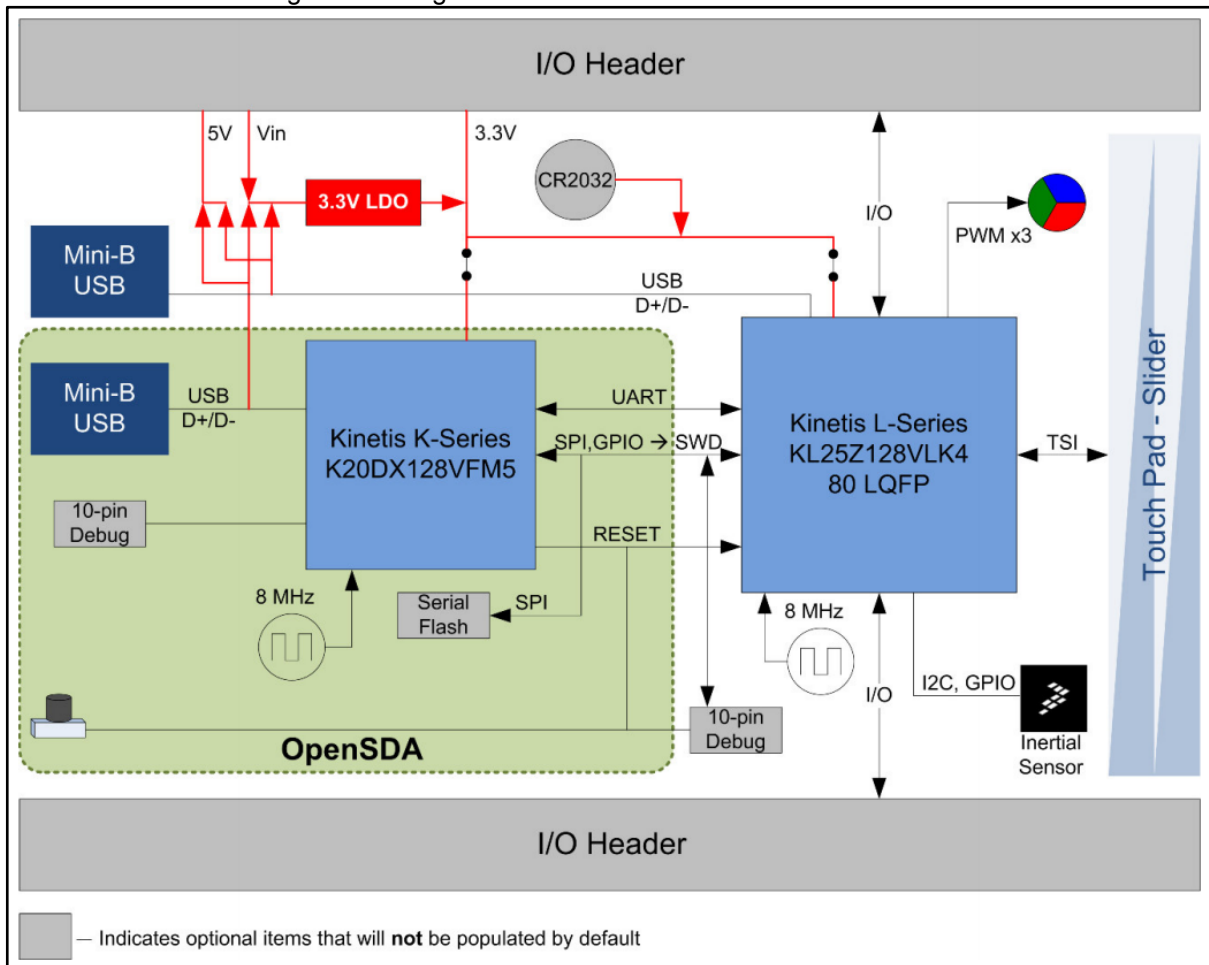 I/O Header
5V
Vin
3.3V
3.3V LDO
CR2032
I/O
PWM x3
Mini-B
USB
USB
D+/D-
Mini-B
USB
USB
D+/D-
Kinetis K-Series
K20DX128VFM5
UART
SPI,GPIO → SWD
RESET
Kinetis L-Series
KL25Z128VLK4
80 LQFP
TSI
Touch Pad - Slider
10-pin
Debug
8 MHz
Serial
Flash
SPI
8 MHz
I/O
I2C, GPIO
10-pin
Debug
Inertial
Sensor
OpenSDA
I/O Header
— Indicates optional items that will not be populated by default